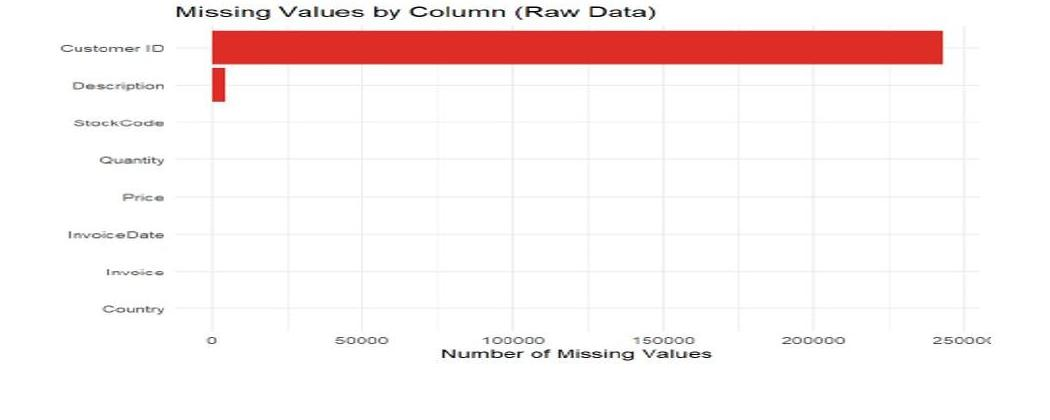 Missing Values by Column (Raw Data)
Customer ID
Description
StockCode
Quantity
Price
InvoiceDate
Invoice
Country
0 50000 100000 150000 200000 25000
Number of Missing Values